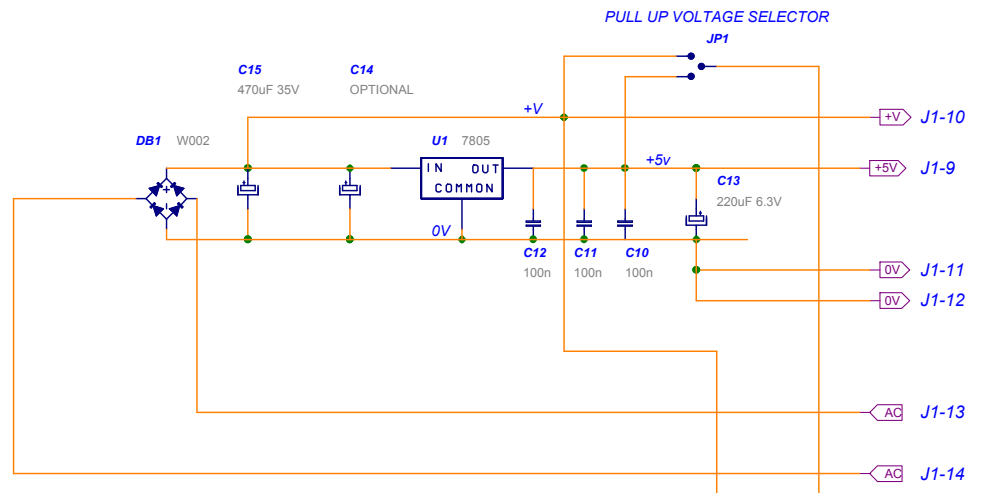 PULL UP VOLTAGE SELECTOR
JP1
C15
470uF 35V
C14
OPTIONAL
+V
+V J1-10
DB1 W002
U1 7805
IN OUT
COMMON
+5v
+5V J1-9
C13
220uF 6.3V
0V
C12
100n
C11
100n
C10
100n
0V J1-11
0V J1-12
AC J1-13
AC J1-14